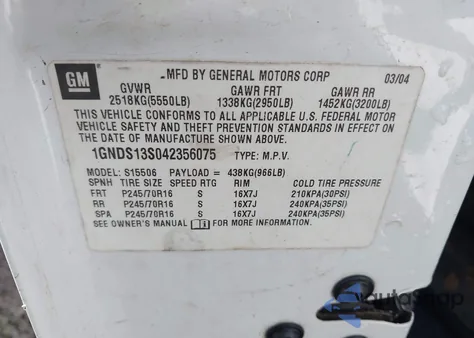 GM
MFD BY GENERAL MOTORS CORP 03/04
GVWR GAWR FRT GAWR RR
2518KG(5550LB) 1338KG(2950LB) 1452KG(3200LB)
THIS VEHICLE CONFORMS TO ALL APPLICABLE U.S. FEDERAL MOTOR
VEHICLE SAFETY AND THEFT PREVENTION STANDARDS IN EFFECT ON
THE DATE OF MANUFACTURE SHOWN ABOVE.
1GNDS13S042356075 TYPE: M.P.V.
MODEL: S15506 PAYLOAD = 438KG(966LB)
SPNH TIRE SIZE SPEED RTG RIM COLD TIRE PRESSURE
FRT P245/70R16 S 16X7J 210KPA(30PSI)
RR P245/70R16 S 16X7J 240KPA(35PSI)
SPA P245/70R16 S 16X7J 240KPA(35PSI)
SEE OWNER'S MANUAL FOR MORE INFORMATION.
autoSnap